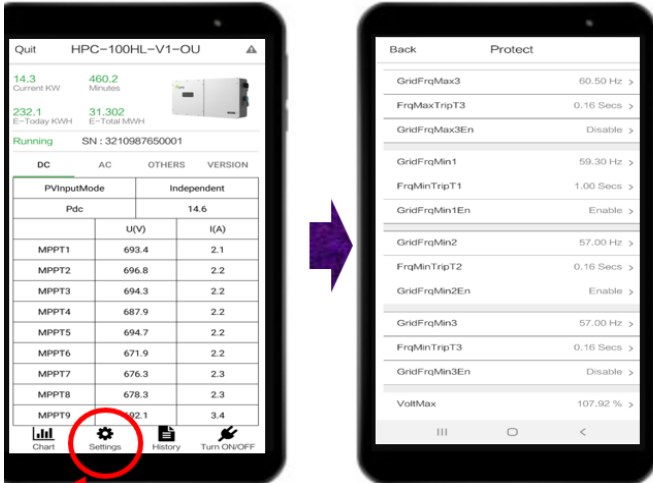 Quit HPC-100HL-V1-OU
14.3 460.2
Current KW Minutes
232.1 31.302
E-Today KWH E-Total MWH
Running SN : 3210987650001
DC AC OTHERS VERSION
PVInputMode Independent
Pdc 14.6
U(V) I(A)
MPPT1 693.4 2.1
MPPT2 696.8 2.2
MPPT3 694.3 2.2
MPPT4 687.9 2.2
MPPT5 694.7 2.2
MPPT6 671.9 2.2
MPPT7 676.3 2.3
MPPT8 678.3 2.3
MPPT9 692.1 3.4
Chart Settings History Turn ON/OFF
Back Protect
GridFrqMax3 60.50 Hz >
FrqMaxTripT3 0.16 Secs >
GridFrqMax3En Disable >
GridFrqMin1 59.30 Hz >
FrqMinTripT1 1.00 Secs >
GridFrqMin1En Enable >
GridFrqMin2 57.00 Hz >
FrqMinTripT2 0.16 Secs >
GridFrqMin2En Enable >
GridFrqMin3 57.00 Hz >
FrqMinTripT3 0.16 Secs >
GridFrqMin3En Disable >
VoltMax 107.92 % >